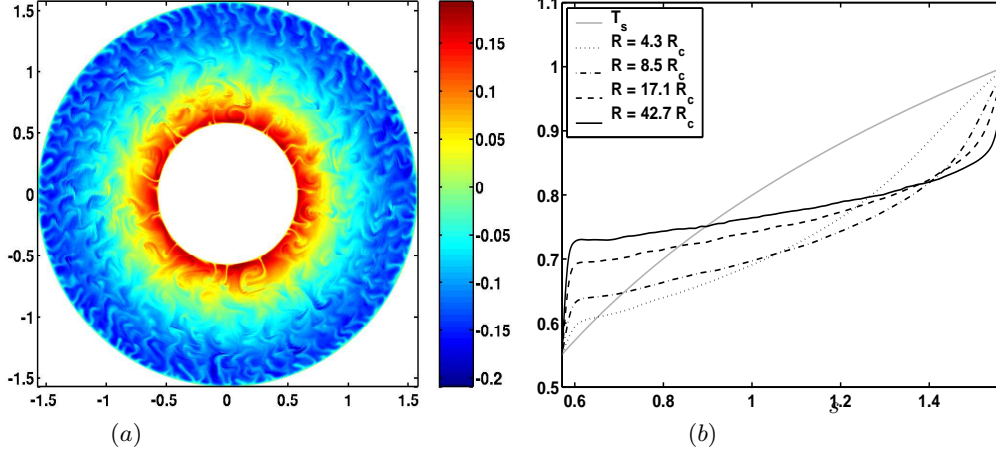 1.5
1
0.5
0
-0.5
-1
-1.5
-1.5 -1 -0.5 0 0.5 1 1.5
0.15
0.1
0.05
0
-0.05
-0.1
-0.15
-0.2
(a)
1.1
1
0.9
0.8
0.7
0.6
0.5
T_s
R = 4.3 R_c
R = 8.5 R_c
R = 17.1 R_c
R = 42.7 R_c
0.6 0.8 1 1.2 1.4
s
(b)